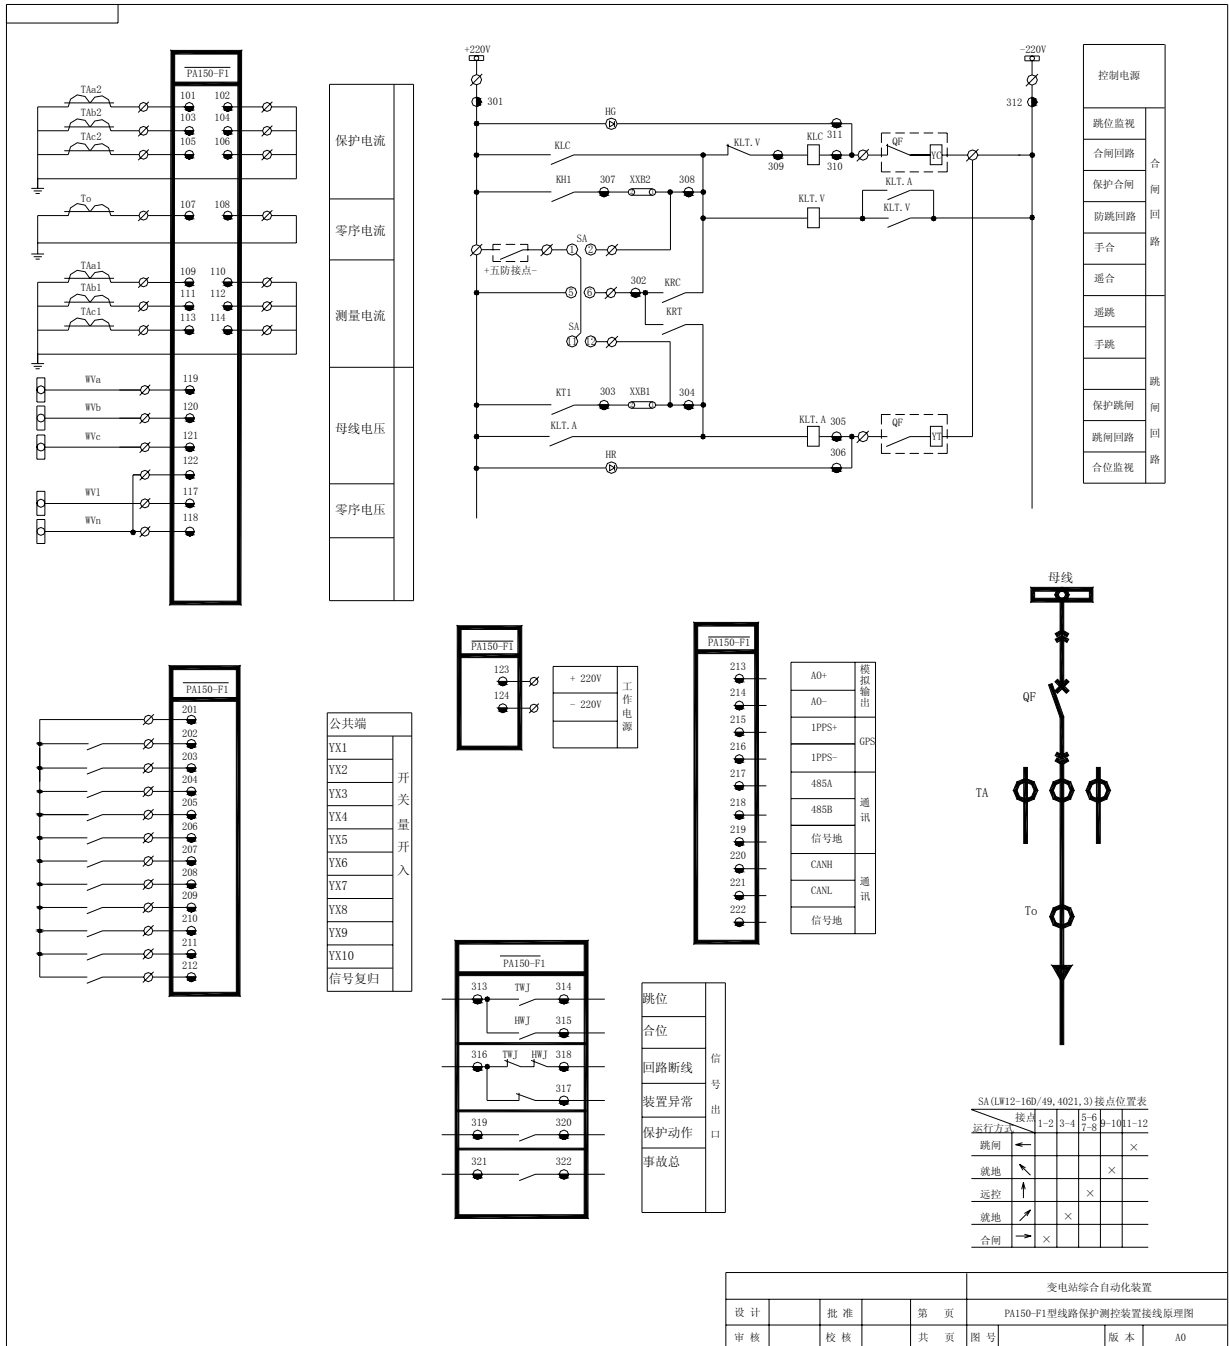 PA150-F1
TAa2
101 102
TAb2
103 104
TAc2
105 106
To
107 108
TAa1
109 110
TAb1
111 112
TAc1
113 114
WVa
119
WVb
120
WVc
121
122
WV1
117
WVn
118
保护电流
零序电流
测量电流
母线电压
零序电压
+220V
-220V
301
312
HG
311
KLC
KLT.V
309
KLC
310
QF
YC
KH1
307
XXB2
308
KLT.A
KLT.V
KLT.V
SA
1 2
+五防接点-
5 6
302
KRC
KRT
SA
11 12
KT1
303
XXB1
304
KLT.A
KLT.A
305
QF
YT
306
HR
控制电源
跳位监视
合闸回路
保护合闸
防跳回路
手合
遥合
合闸回路
遥跳
手跳
保护跳闸
跳闸回路
合位监视
跳闸回路
PA150-F1
201
202
203
204
205
206
207
208
209
210
211
212
公共端
YX1
YX2
YX3
YX4
YX5
YX6
YX7
YX8
YX9
YX10
信号复归
开关量开入
PA150-F1
123
124
+ 220V
- 220V
工作电源
PA150-F1
213
214
215
216
217
218
219
220
221
222
AO+
AO-
模拟输出
1PPS+
1PPS-
GPS
485A
485B
信号地
通讯
CANH
CANL
信号地
通讯
PA150-F1
313 TWJ 314
HWJ 315
316 TWJ HWJ 318
317
319 320
321 322
跳位
合位
回路断线
装置异常
保护动作
事故总
信号出口
母线
QF
TA
To
SA(LW12-16D/49,4021,3)接点位置表
接点
运行方式
1-2 3-4 5-6 7-8 9-10 11-12
跳闸 ← ×
就地 ↖ ×
远控 ↑ ×
就地 ↗ ×
合闸 → ×
变电站综合自动化装置
设 计 批 准 第 页 PA150-F1型线路保护测控装置接线原理图
审 核 校 核 共 页 图 号 版 本 A0